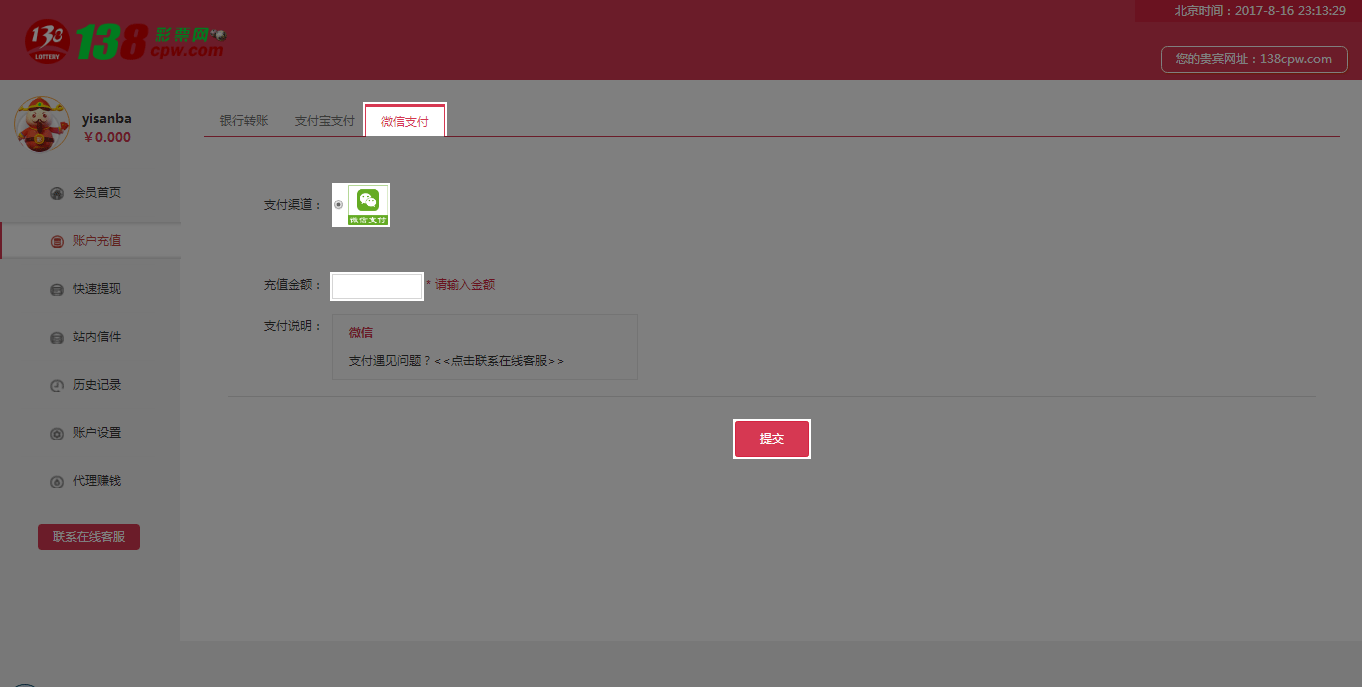 北京时间：2017-8-16 23:13:29
138
LOTTERY
138
彩票网
cpw.com
您的贵宾网址：138cpw.com
yisanba
￥0.000
会员首页
账户充值
快速提现
站内信件
历史记录
账户设置
代理赚钱
联系在线客服
银行转账 支付宝支付 微信支付
支付渠道：
微信支付
充值金额： * 请输入金额
支付说明：
微信
支付遇见问题？<<点击联系在线客服>>
提交